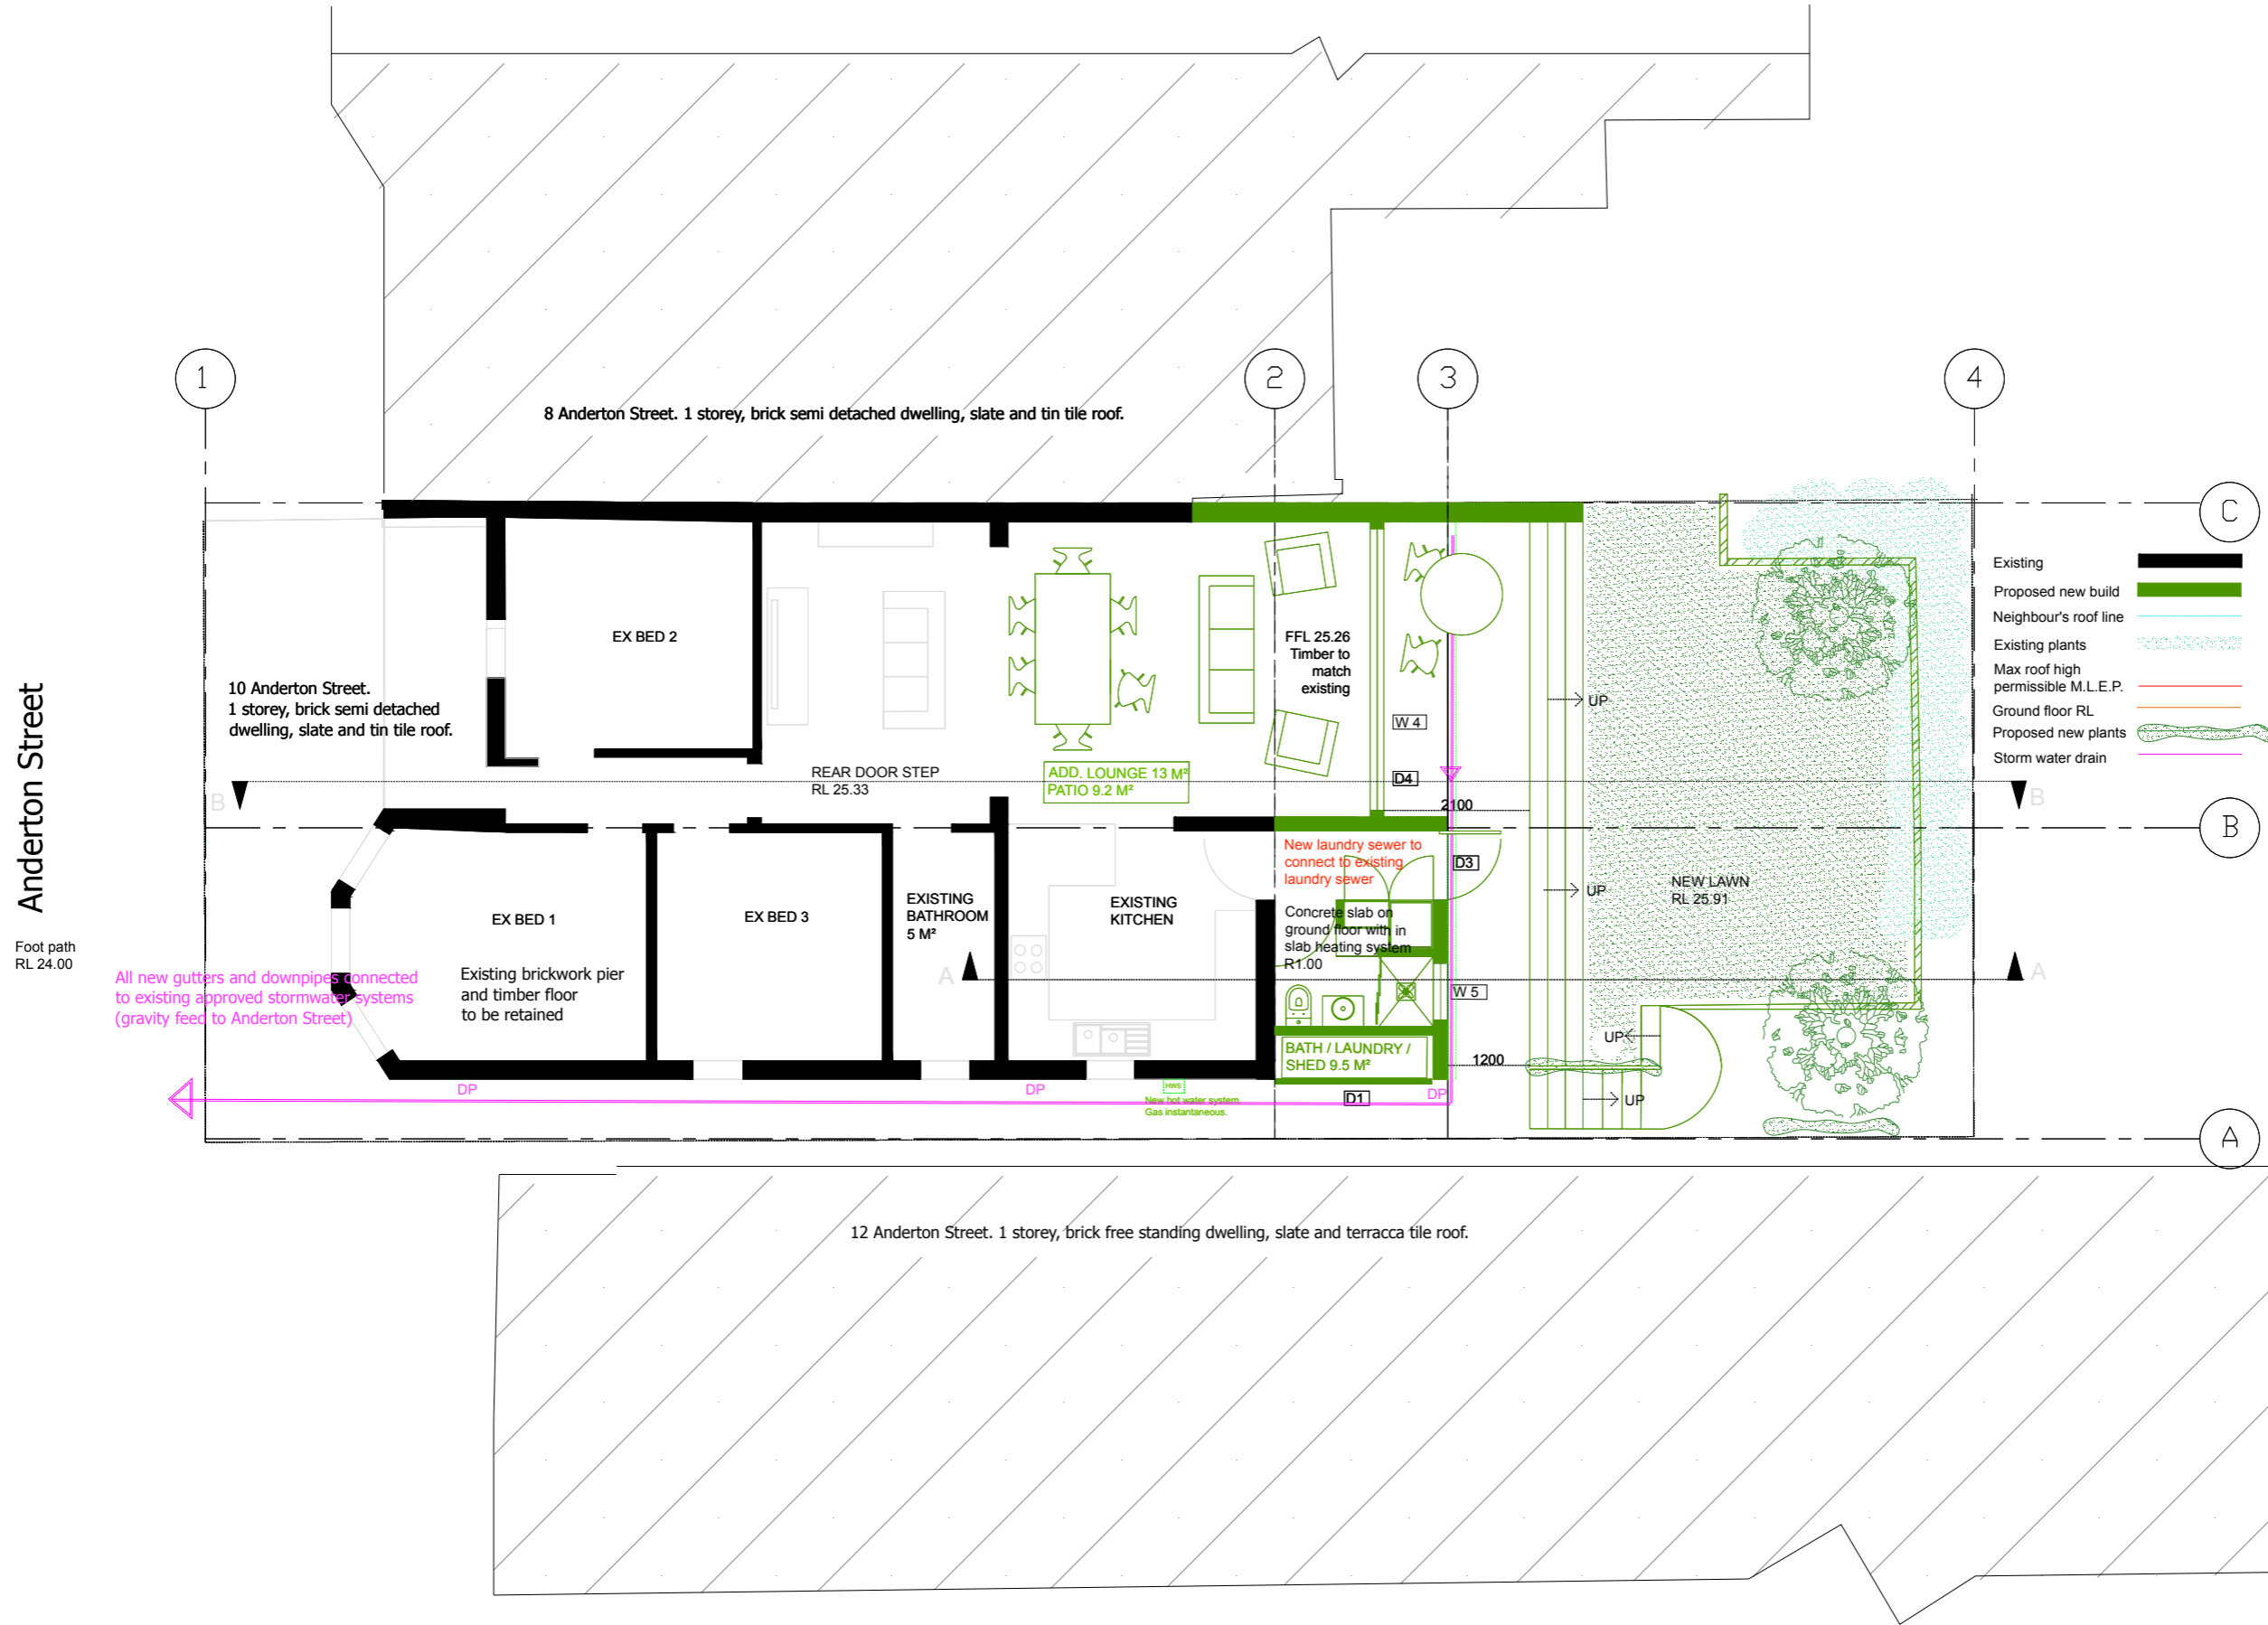 1
2
3
4
8 Anderton Street. 1 storey, brick semi detached dwelling, slate and tin tile roof.
C
Existing
Proposed new build
Neighbour's roof line
Existing plants
Max roof high
permissible M.L.E.P.
Ground floor RL
Proposed new plants
Storm water drain
EX BED 2
FFL 25.26
Timber to
match
existing
10 Anderton Street.
1 storey, brick semi detached
dwelling, slate and tin tile roof.
Anderton Street
Foot path
RL 24.00
UP
W 4
REAR DOOR STEP
RL 25.33
ADD. LOUNGE 13 M²
PATIO 9.2 M²
D4
B
B
2100
B
New laundry sewer to
connect to existing
laundry sewer
D3
UP
NEW LAWN
RL 25.91
EX BED 1
EX BED 3
EXISTING
BATHROOM
5 M²
EXISTING
KITCHEN
Concrete slab on
ground floor with in
slab heating system
R1.00
A
A
All new gutters and downpipes connected
to existing approved stormwater systems
(gravity feed to Anderton Street)
Existing brickwork pier
and timber floor
to be retained
W 5
UP
BATH / LAUNDRY /
SHED 9.5 M²
1200
DP
DP
HWS
New hot water system.
Gas instantaneous.
D1
DP
UP
A
12 Anderton Street. 1 storey, brick free standing dwelling, slate and terracca tile roof.